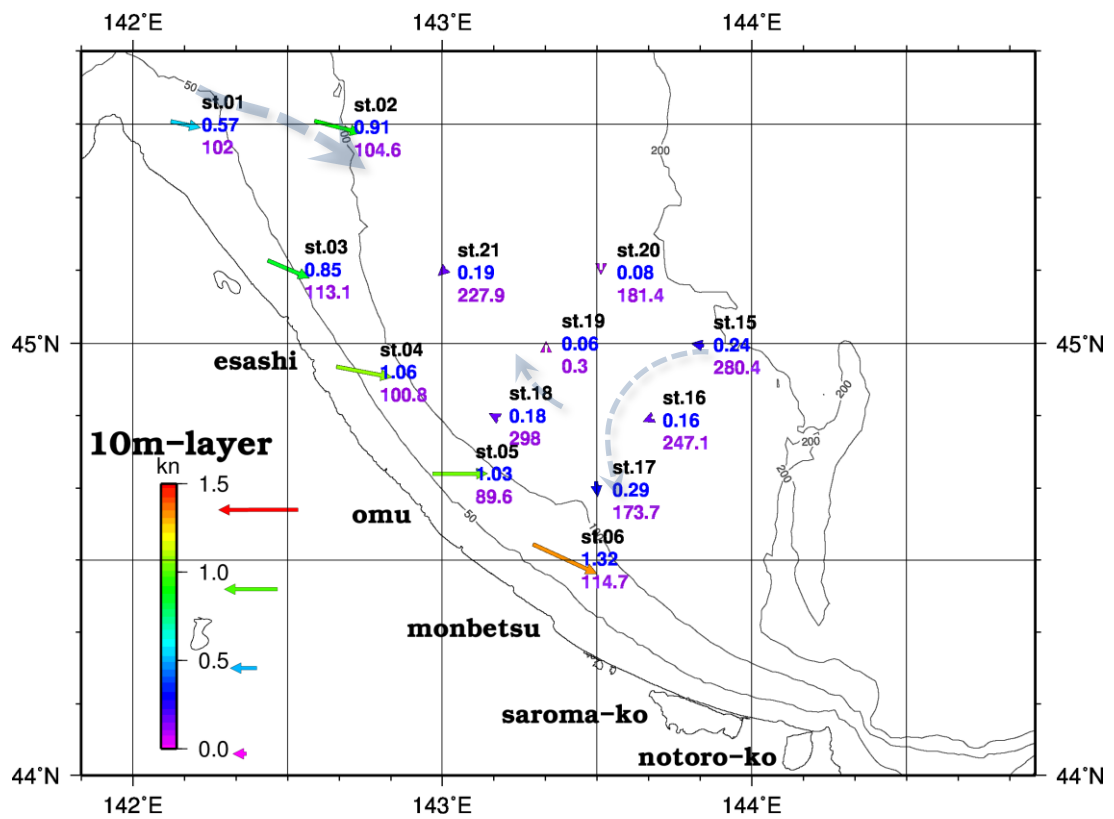 142°E
143°E
144°E
50
st.01
0.57
102
st.02
0.91
104.6
200
st.03
0.85
113.1
st.21
0.19
227.9
st.20
0.08
181.4
200
st.19
0.06
0.3
st.15
0.24
280.4
45°N
45°N
esashi
st.04
1.06
100.8
st.18
0.18
298
st.16
0.16
247.1
200
200
200
10m-layer
kn
st.05
1.03
89.6
st.17
0.29
173.7
1.5
omu
50
st.06
1.32
114.7
1.0
monbetsu
0.5
saroma-ko
0.0
notoro-ko
44°N
44°N
142°E
143°E
144°E